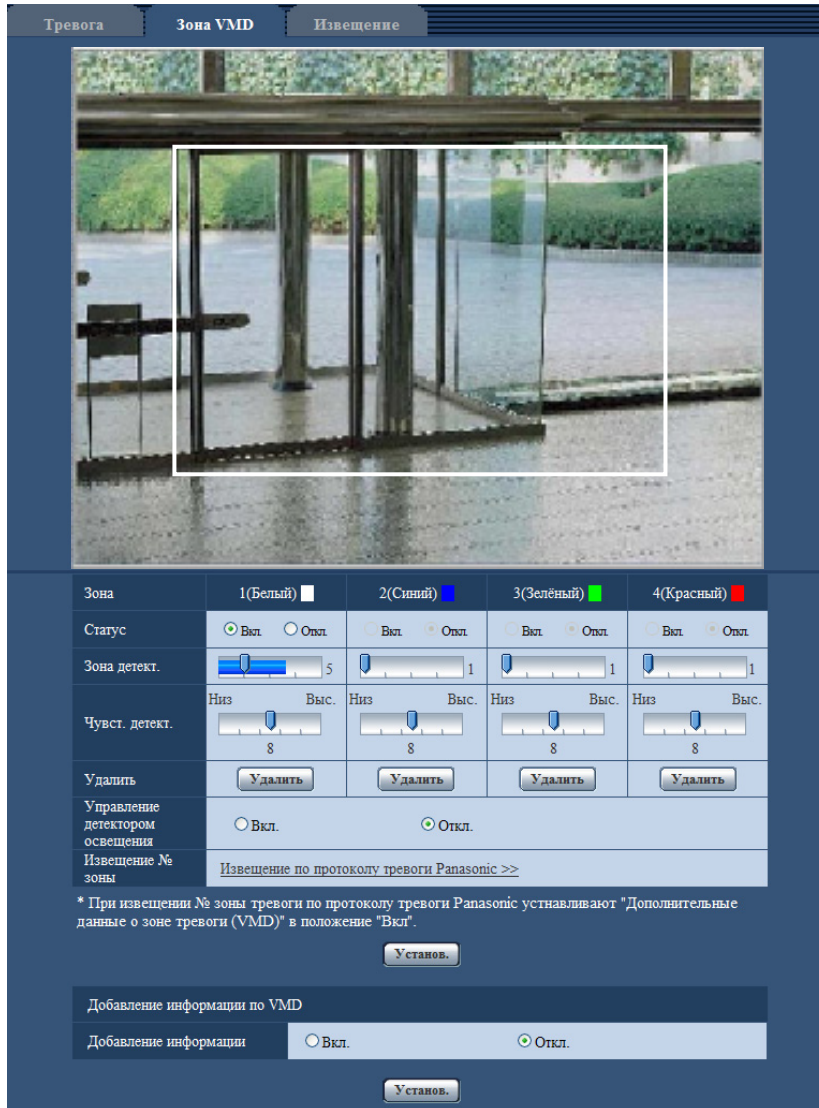 Тревога Зона VMD Извещение
Зона 1(Белый) 2(Синий) 3(Зелёный) 4(Красный)
Статус Вкл. Откл. Вкл. Откл. Вкл. Откл. Вкл. Откл.
Зона детект. 5 1 1 1
Низ Выс. Низ Выс. Низ Выс. Низ Выс.
Чувст. детект.
8 8 8 8
Удалить Удалить Удалить Удалить Удалить
Управление
детектором
освещения
Вкл. Откл.
Извещение №
зоны
Извещение по протоколу тревоги Panasonic >>
* При извещении № зоны тревоги по протоколу тревоги Panasonic устнавливают "Дополнительные
данные о зоне тревоги (VMD)" в положение "Вкл".
Установ.
Добавление информации по VMD
Добавление информации Вкл. Откл.
Установ.